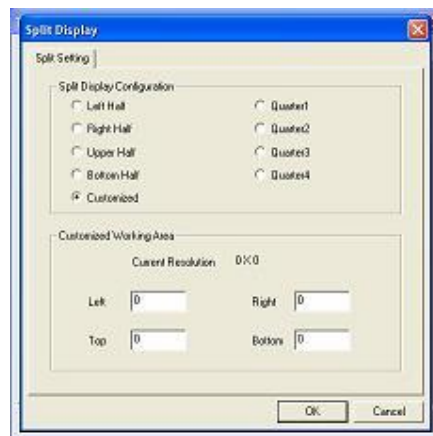 Split Display
Split Setting
Split Display Configuration
Left Half Quarter1
Right Half Quarter2
Upper Half Quarter3
Bottom Half Quarter4
Customized
Customized Working Area
Current Resolution 0X0
Left 0 Right 0
Top 0 Bottom 0
OK Cancel